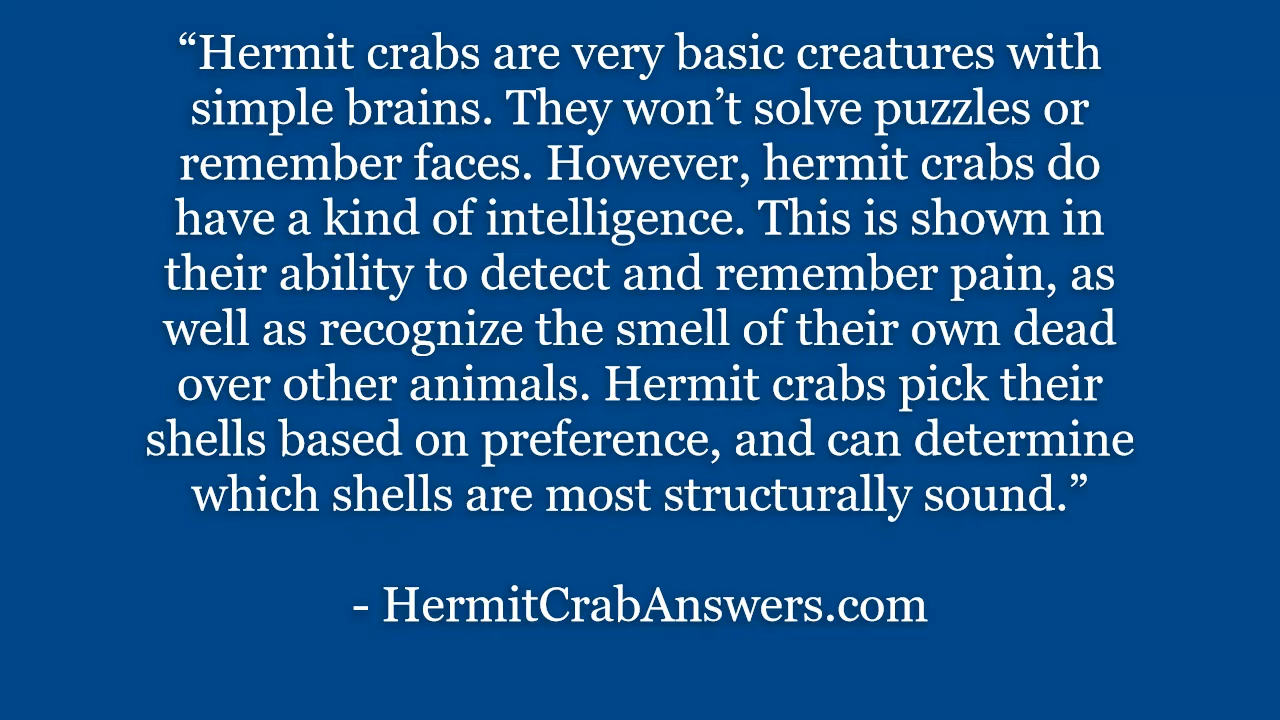 “Hermit crabs are very basic creatures with
simple brains. They won’t solve puzzles or
remember faces. However, hermit crabs do
have a kind of intelligence. This is shown in
their ability to detect and remember pain, as
well as recognize the smell of their own dead
over other animals. Hermit crabs pick their
shells based on preference, and can determine
which shells are most structurally sound.”
- HermitCrabAnswers.com